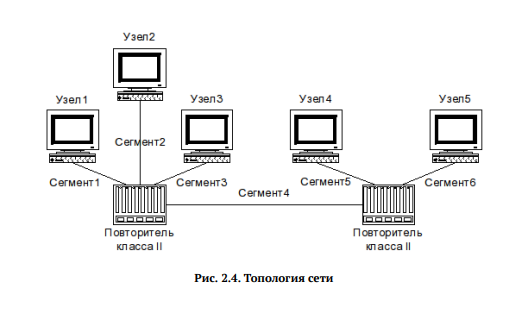 Узел2
Узел1
Узел3
Узел4
Узел5
Сегмент2
Сегмент1
Сегмент3
Сегмент4
Сегмент5
Сегмент6
Повторитель
класса II
Повторитель
класса II
Рис. 2.4. Топология сети